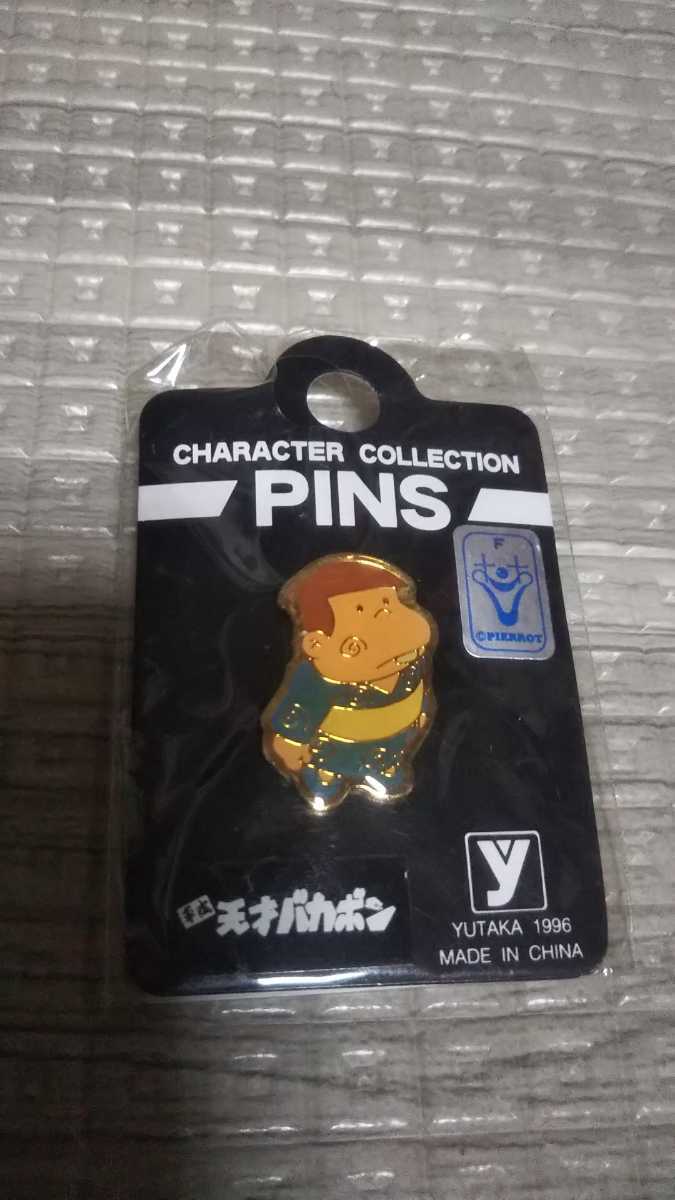 CHARACTER COLLECTION
PINS
F
©PIERROT
平成
天才バカボン
y
YUTAKA 1996
MADE IN CHINA